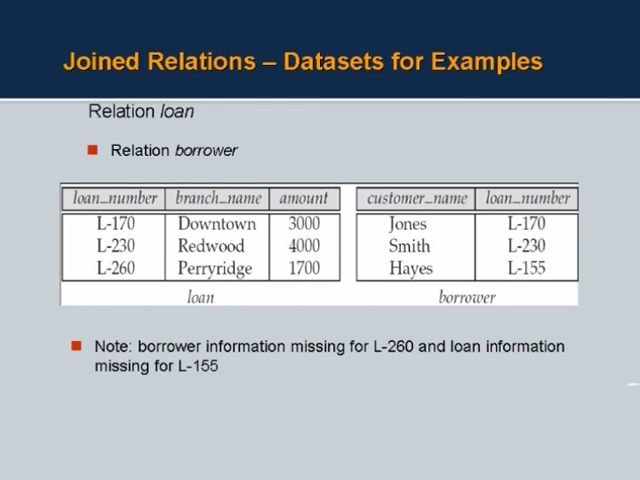 Joined Relations – Datasets for Examples
Relation loan
Relation borrower
loan_number branch_name amount
L-170 Downtown 3000
L-230 Redwood 4000
L-260 Perryridge 1700
loan
customer_name loan_number
Jones L-170
Smith L-230
Hayes L-155
borrower
Note: borrower information missing for L-260 and loan information
missing for L-155